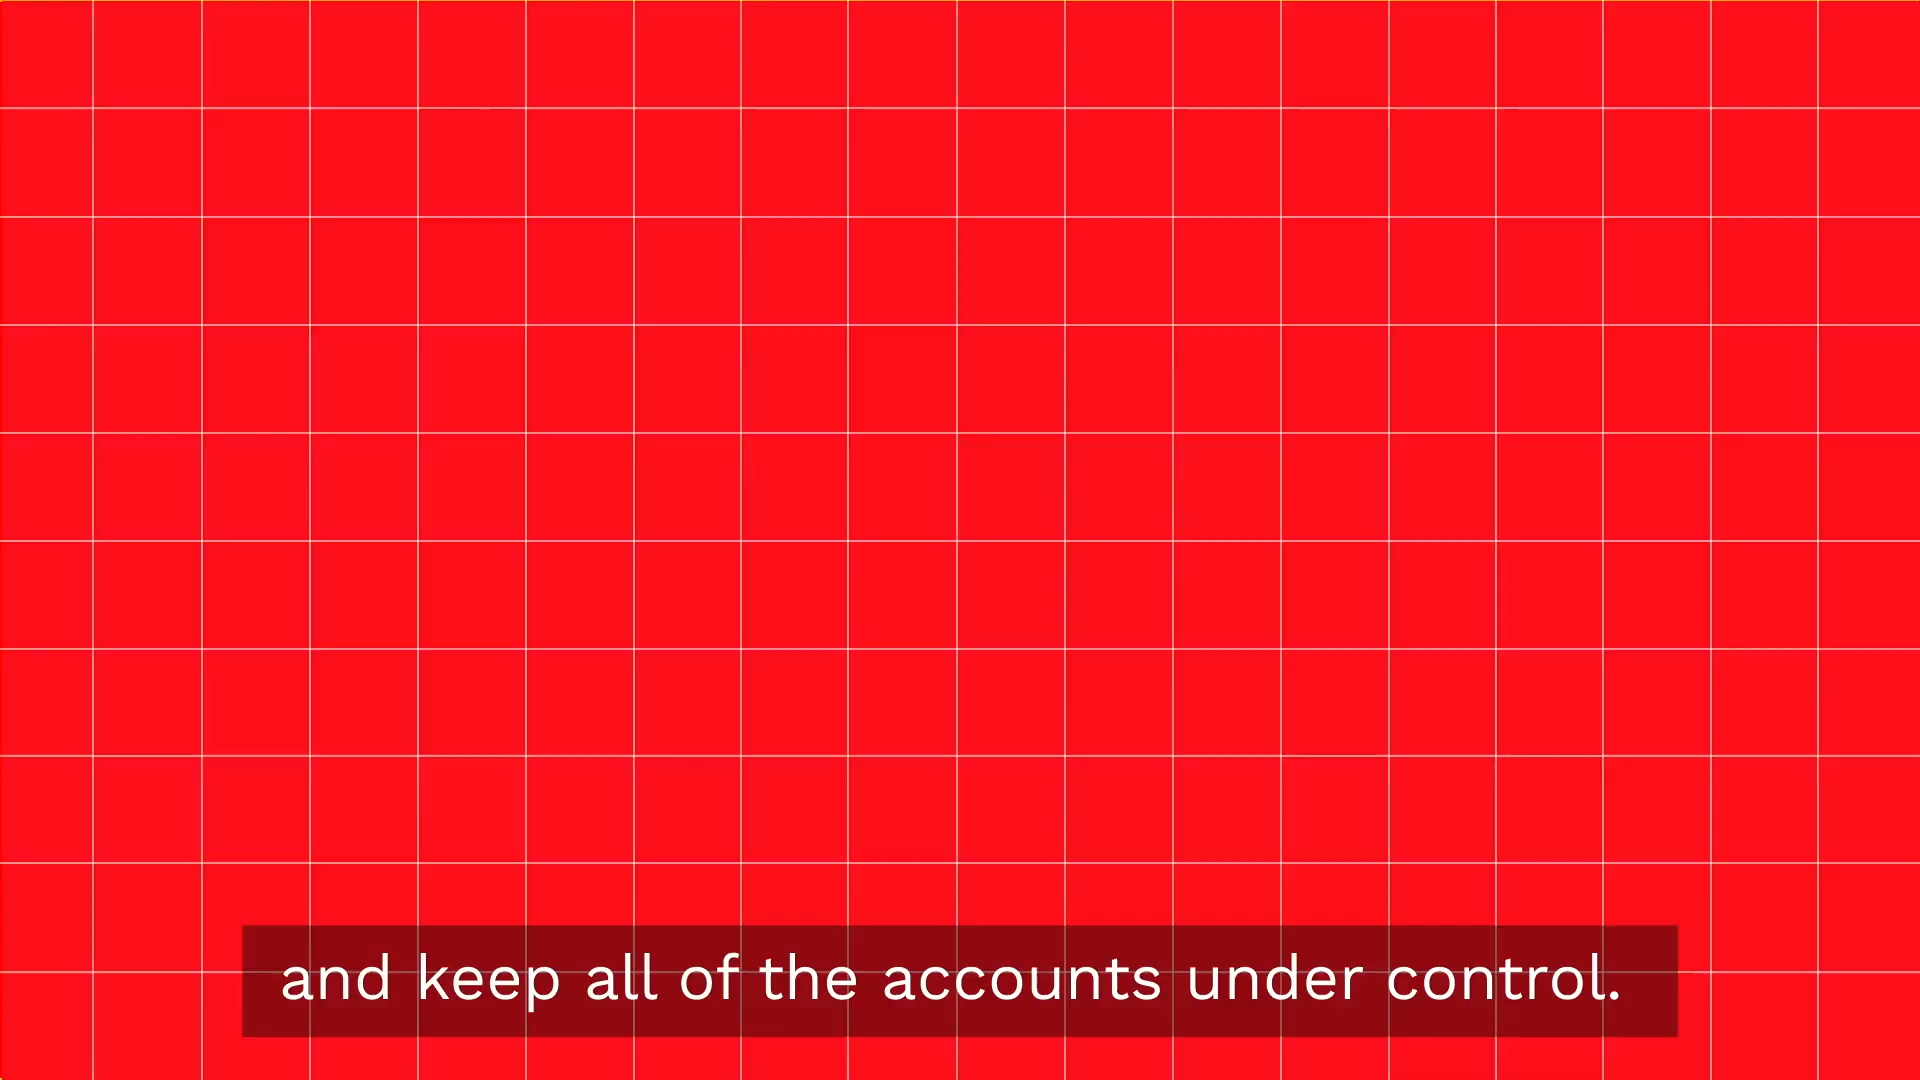 and keep all of the accounts under control.